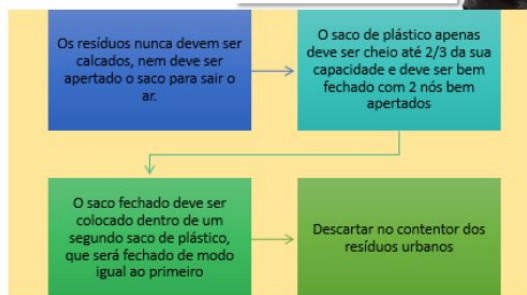 Os resíduos nunca devem ser
calcados, nem deve ser
apertado o saco para sair o
ar.
O saco de plástico apenas
deve ser cheio até 2/3 da sua
capacidade e deve ser bem
fechado com 2 nós bem
apertados
O saco fechado deve ser
colocado dentro de um
segundo saco de plástico,
que será fechado de modo
igual ao primeiro
Descartar no contentor dos
resíduos urbanos